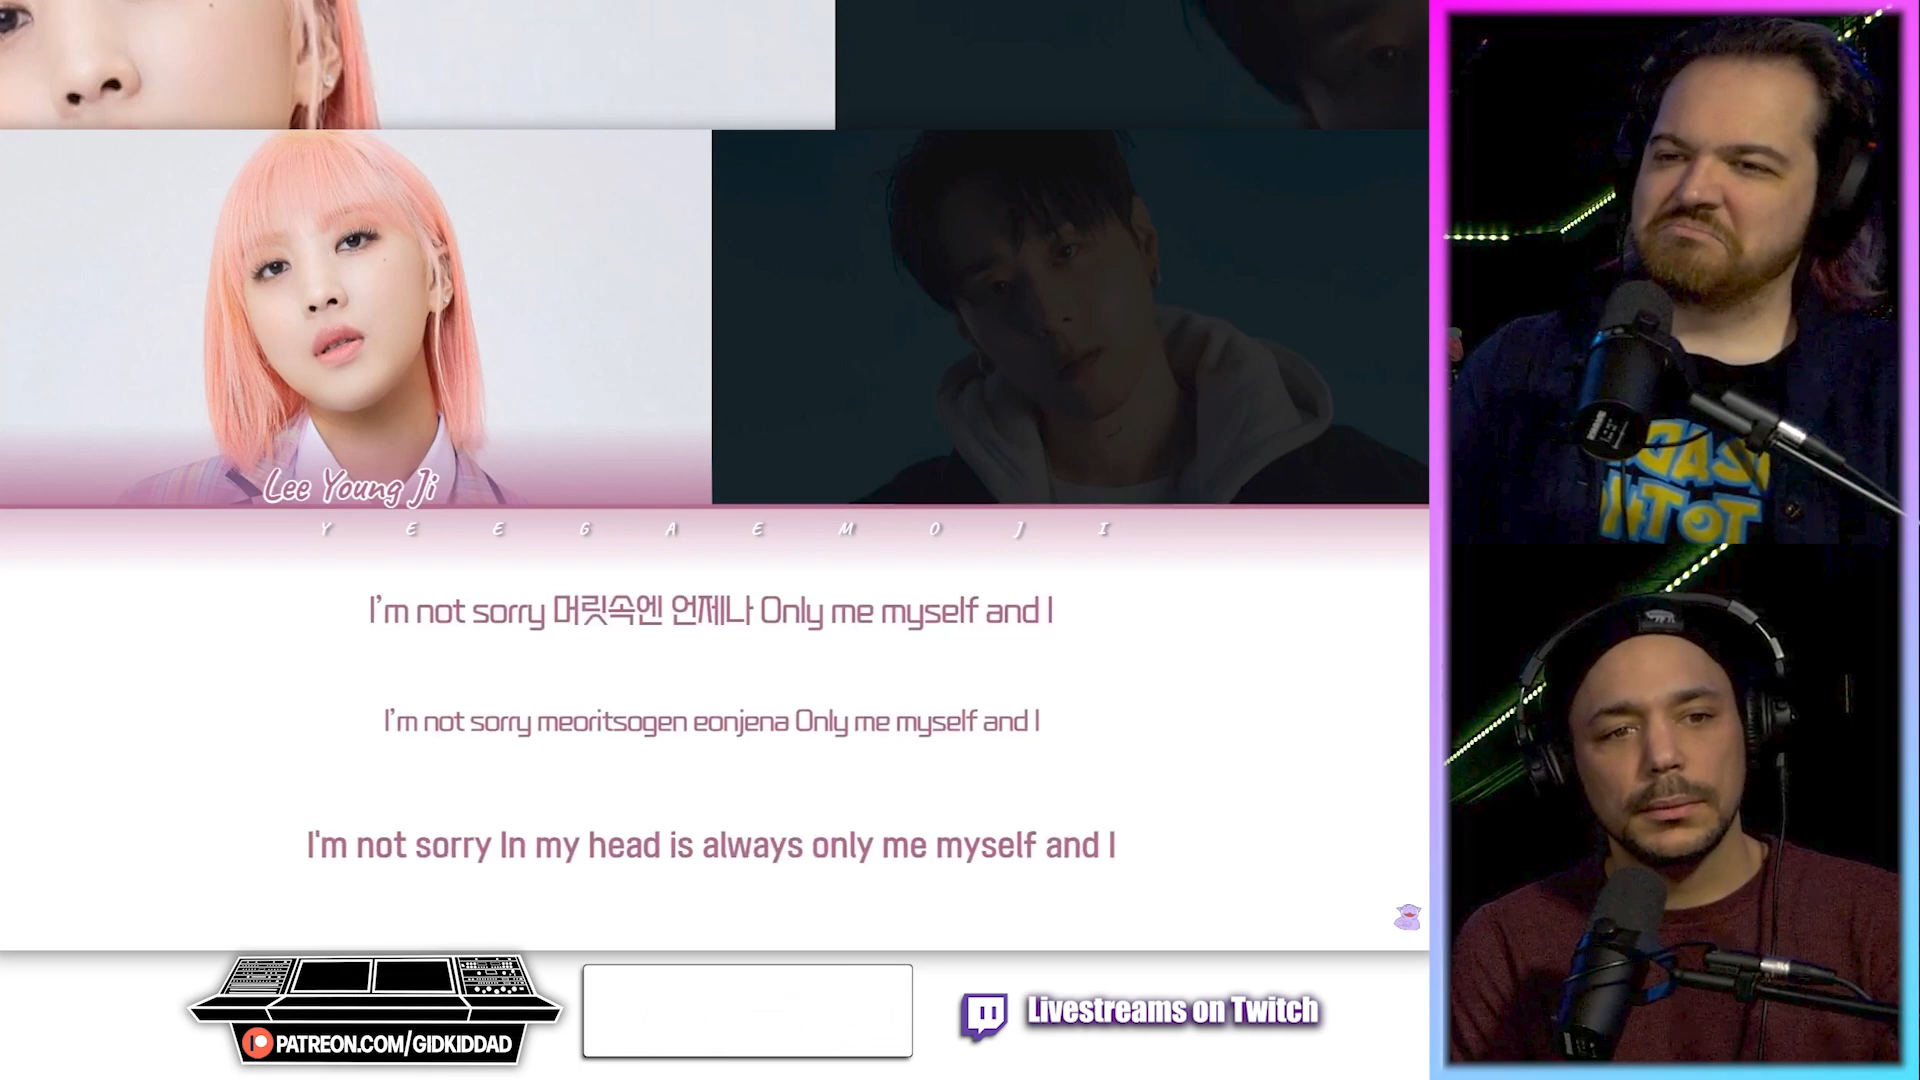 Lee Young Ji
YEEGAEMOJI
I'm not sorry 머릿속엔 언제나 Only me myself and I
I'm not sorry meoritsogen eonjena Only me myself and I
I'm not sorry In my head is always only me myself and I
PATREON.COM/GIDKIDDAD
Livestreams on Twitch